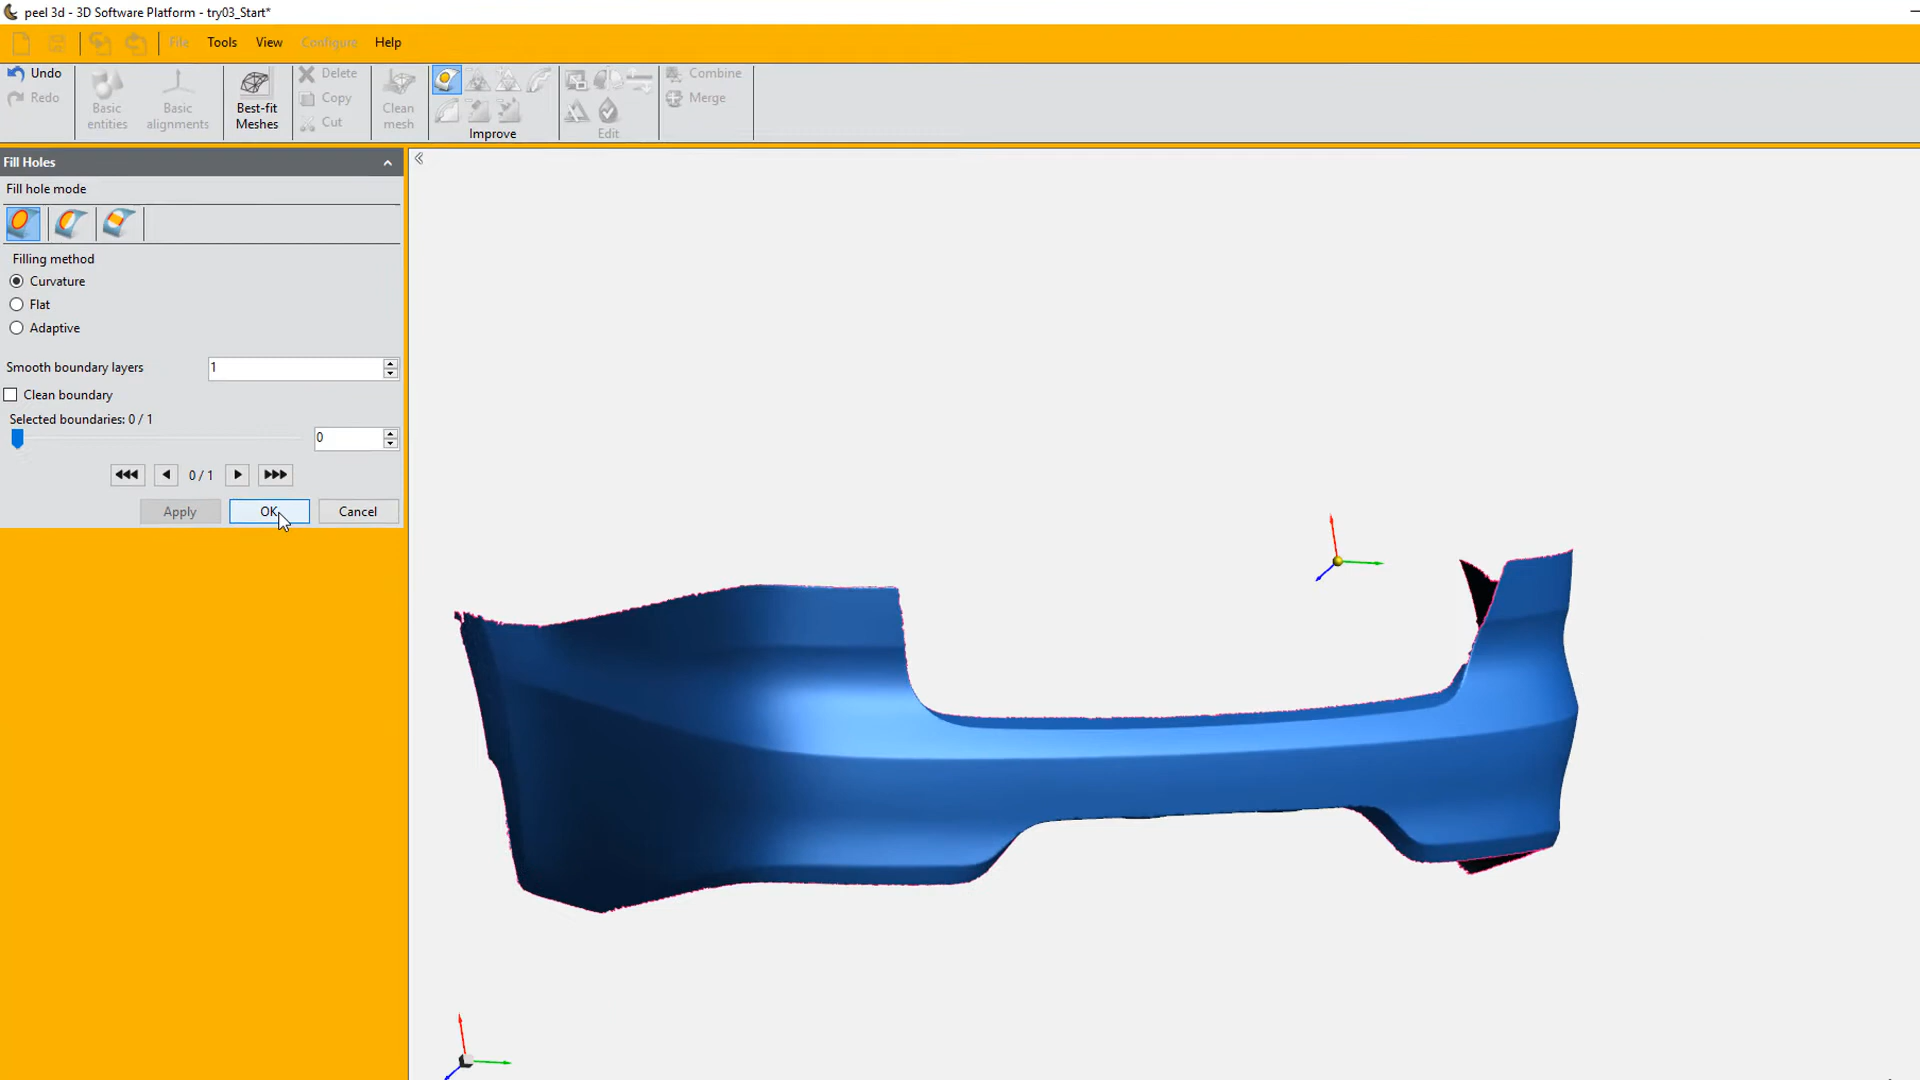 peel 3d - 3D Software Platform - try03_Start*
File Tools View Configure Help
Undo
Redo
Basic entities
Basic alignments
Best-fit Meshes
Delete
Copy
Cut
Clean mesh
Improve
Edit
Combine
Merge
Fill Holes
Fill hole mode
Filling method
Curvature
Flat
Adaptive
Smooth boundary layers 1
Clean boundary
Selected boundaries: 0 / 1
0
0 / 1
Apply OK Cancel